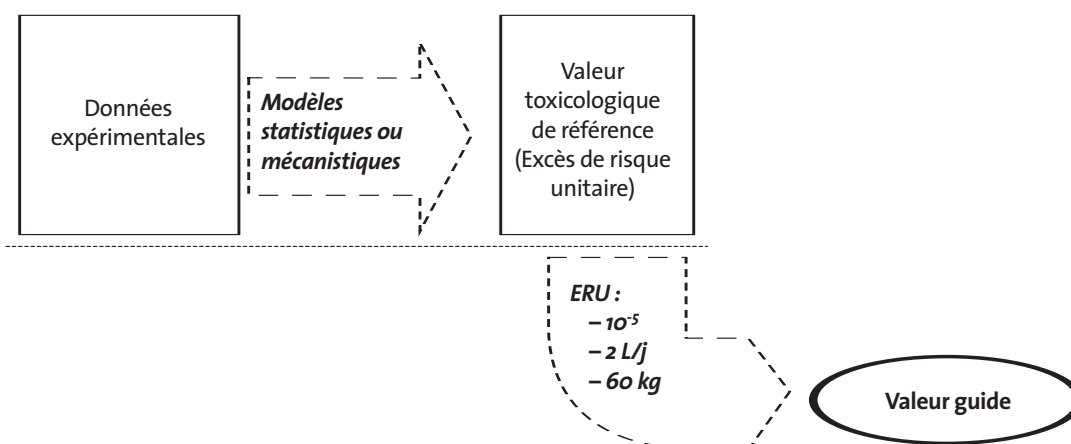 Données
expérimentales
Modèles
statistiques ou
mécanistiques
Valeur
toxicologique
de référence
(Excès de risque
unitaire)
ERU :
– 10⁻⁵
– 2 L/j
– 60 kg
Valeur guide